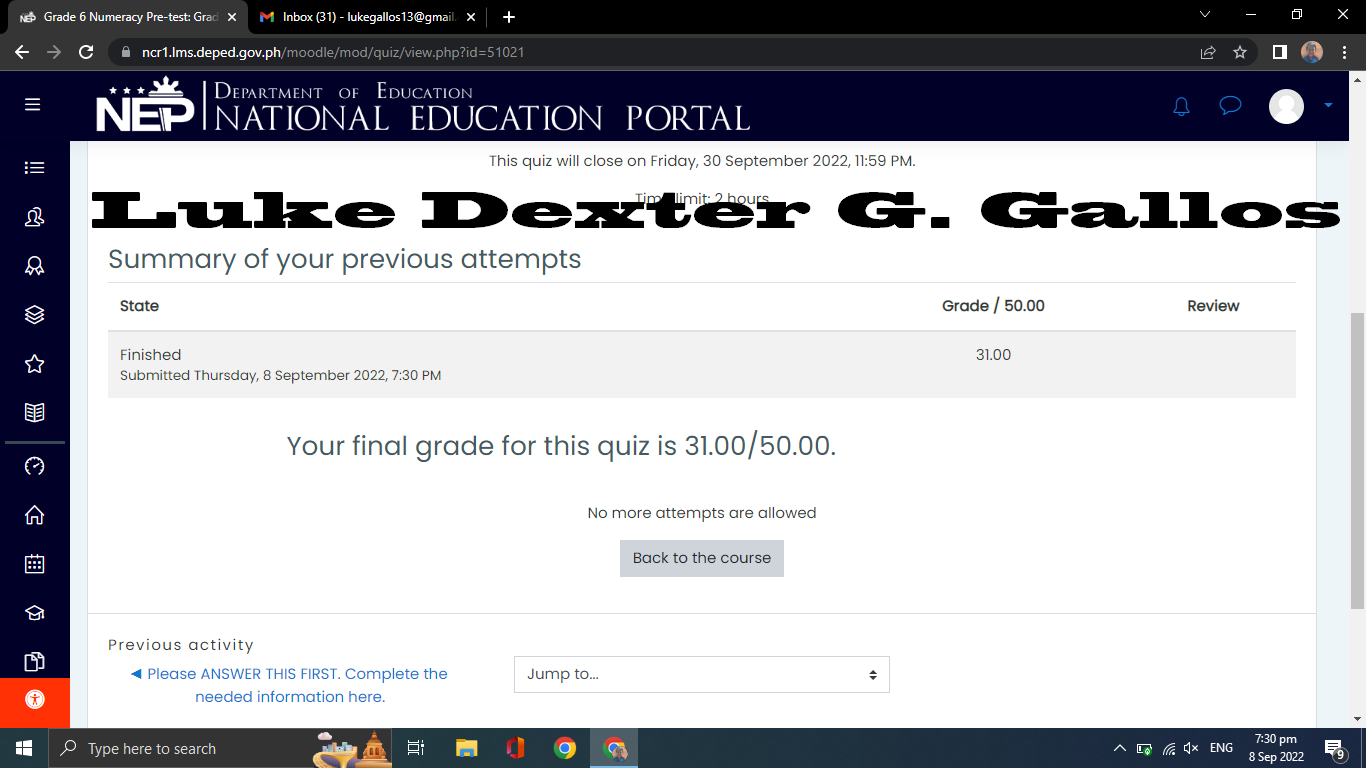 Grade 6 Numeracy Pre-test: Grad
Inbox (31) - lukegallos13@gmail.
ncr1.lms.deped.gov.ph/moodle/mod/quiz/view.php?id=51021
NEP
DEPARTMENT OF EDUCATION
NATIONAL EDUCATION PORTAL
This quiz will close on Friday, 30 September 2022, 11:59 PM.
Time limit: 2 hours
Luke Dexter G. Gallos
Summary of your previous attempts
State Grade / 50.00 Review
Finished 31.00
Submitted Thursday, 8 September 2022, 7:30 PM
Your final grade for this quiz is 31.00/50.00.
No more attempts are allowed
Back to the course
Previous activity
◄ Please ANSWER THIS FIRST. Complete the
needed information here.
Jump to...
Type here to search
ENG
7:30 pm
8 Sep 2022
9